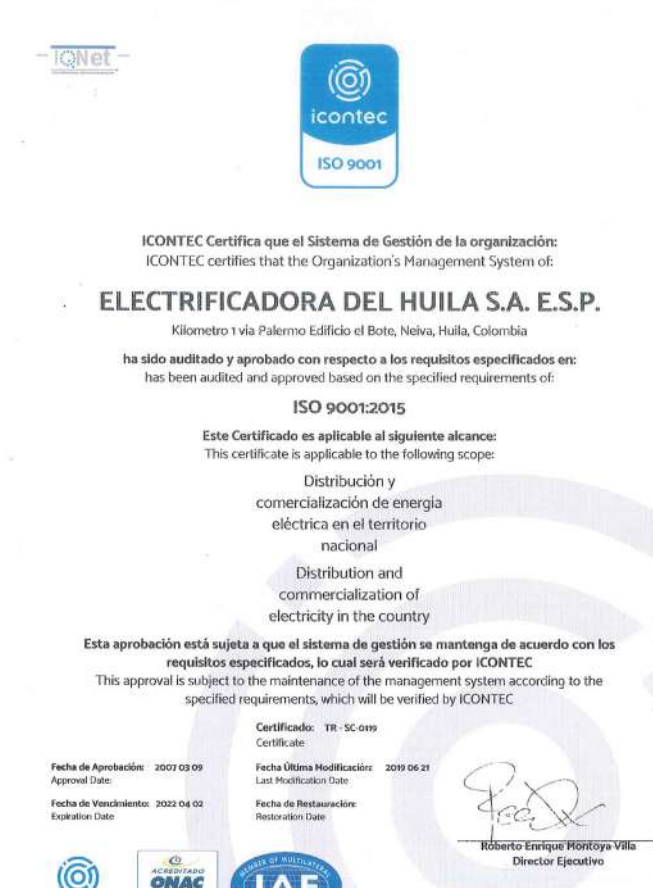 IQNet
icontec
ISO 9001
ICONTEC Certifica que el Sistema de Gestión de la organización:
ICONTEC certifies that the Organization's Management System of:
ELECTRIFICADORA DEL HUILA S.A. E.S.P.
Kilometro 1 via Palermo Edificio el Bote, Neiva, Huila, Colombia
ha sido auditado y aprobado con respecto a los requisitos especificados en:
has been audited and approved based on the specified requirements of:
ISO 9001:2015
Este Certificado es aplicable al siguiente alcance:
This certificate is applicable to the following scope:
Distribución y
comercialización de energia
eléctrica en el territorio
nacional
Distribution and
commercialization of
electricity in the country
Esta aprobación está sujeta a que el sistema de gestión se mantenga de acuerdo con los
requisitos especificados, lo cual será verificado por ICONTEC
This approval is subject to the maintenance of the management system according to the
specified requirements, which will be verified by ICONTEC
Certificado: TR - SC-0119
Certificate
Fecha de Aprobación: 2007 03 09
Approval Date:
Fecha Última Modificación: 2019 06 21
Last Modification Date
Fecha de Vencimiento: 2022 04 02
Expiration Date
Fecha de Restauración:
Restoration Date
Roberto Enrique Montoya Villa
Director Ejecutivo
ACREDITADO
ONAC
MEMBER OF MULTILATERAL
IAF